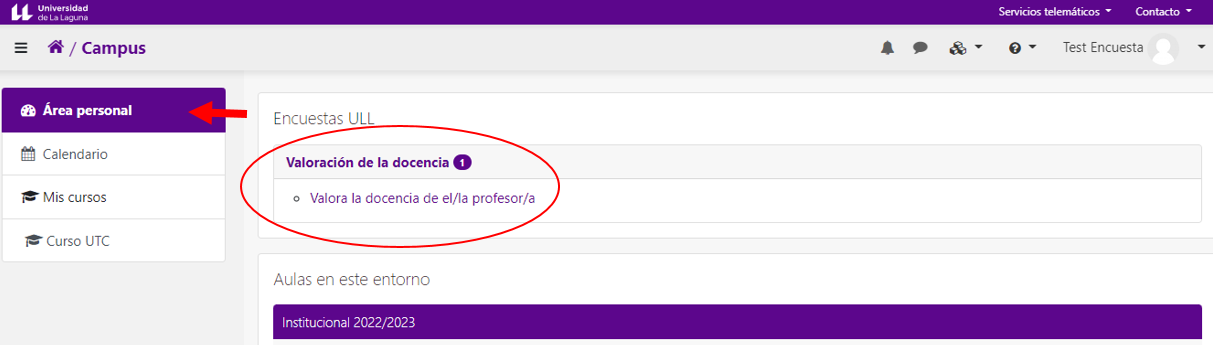 Universidad
de La Laguna
Servicios telemáticos
Contacto
/ Campus
Test Encuesta
Área personal
Calendario
Mis cursos
Curso UTC
Encuestas ULL
Valoración de la docencia 1
Valora la docencia de el/la profesor/a
Aulas en este entorno
Institucional 2022/2023